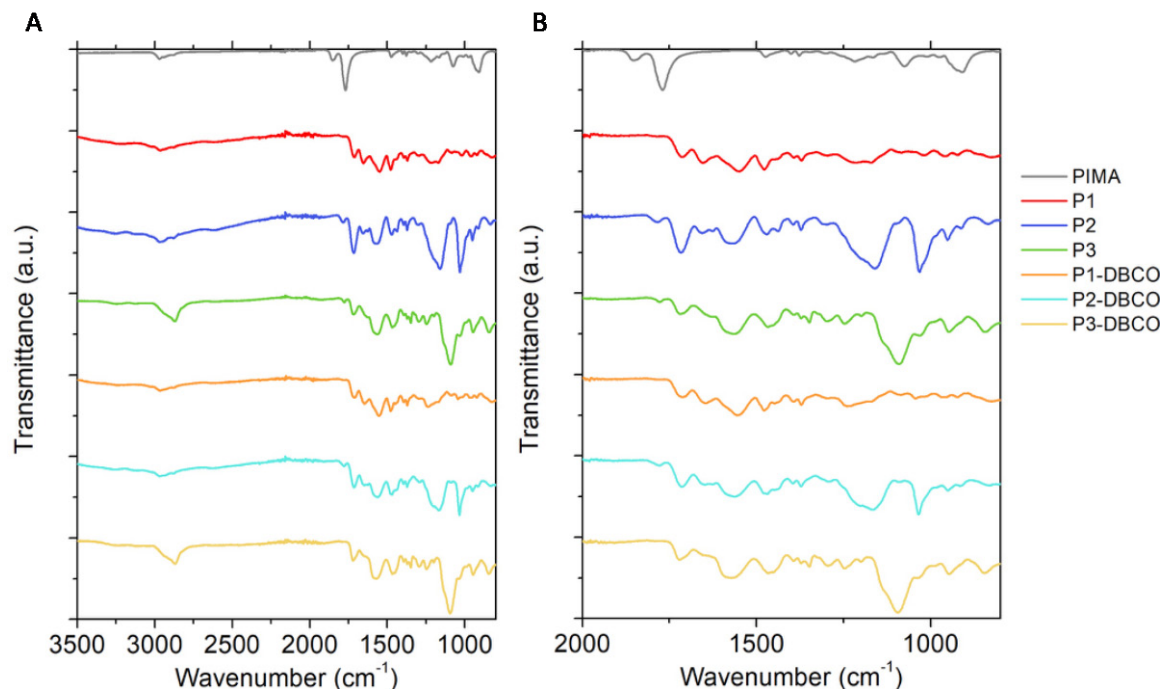 A
B
PIMA
P1
P2
P3
P1-DBCO
P2-DBCO
P3-DBCO
Transmittance (a.u.)
Transmittance (a.u.)
3500 3000 2500 2000 1500 1000
2000 1500 1000
Wavenumber (cm⁻¹)
Wavenumber (cm⁻¹)